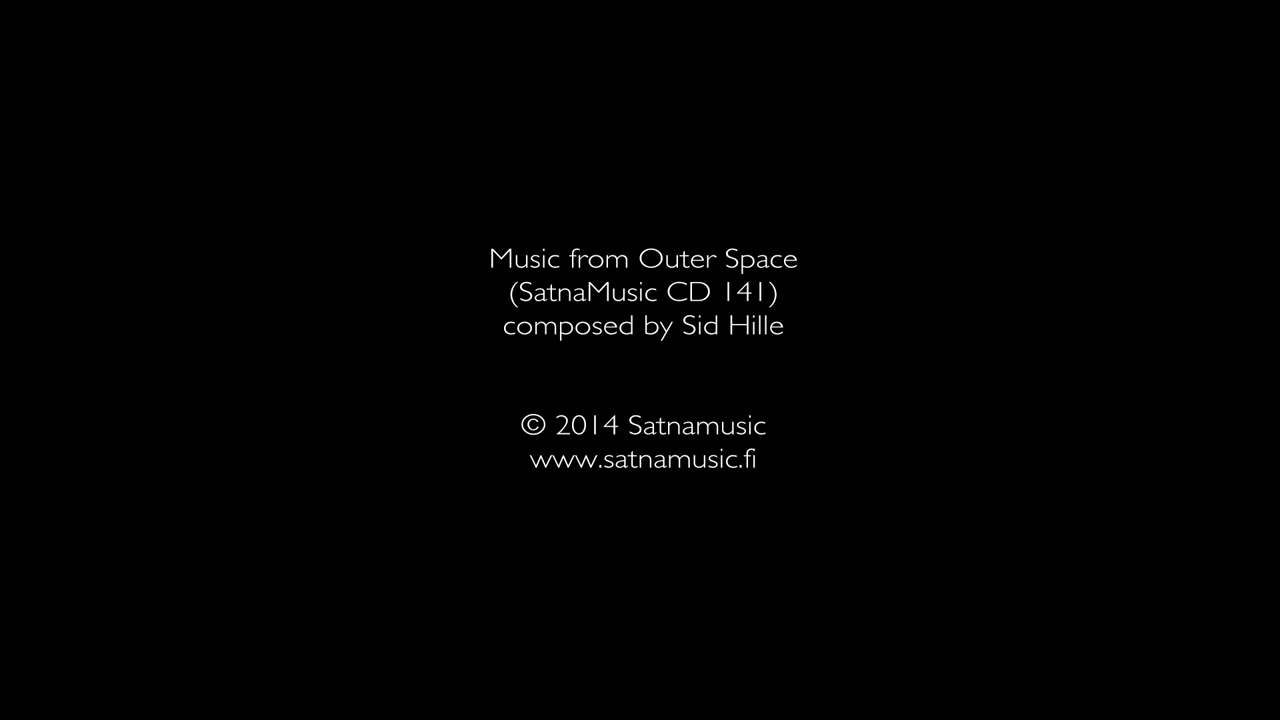 Music from Outer Space
(SatnaMusic CD 141)
composed by Sid Hille
© 2014 Satnamusic
www.satnamusic.fi